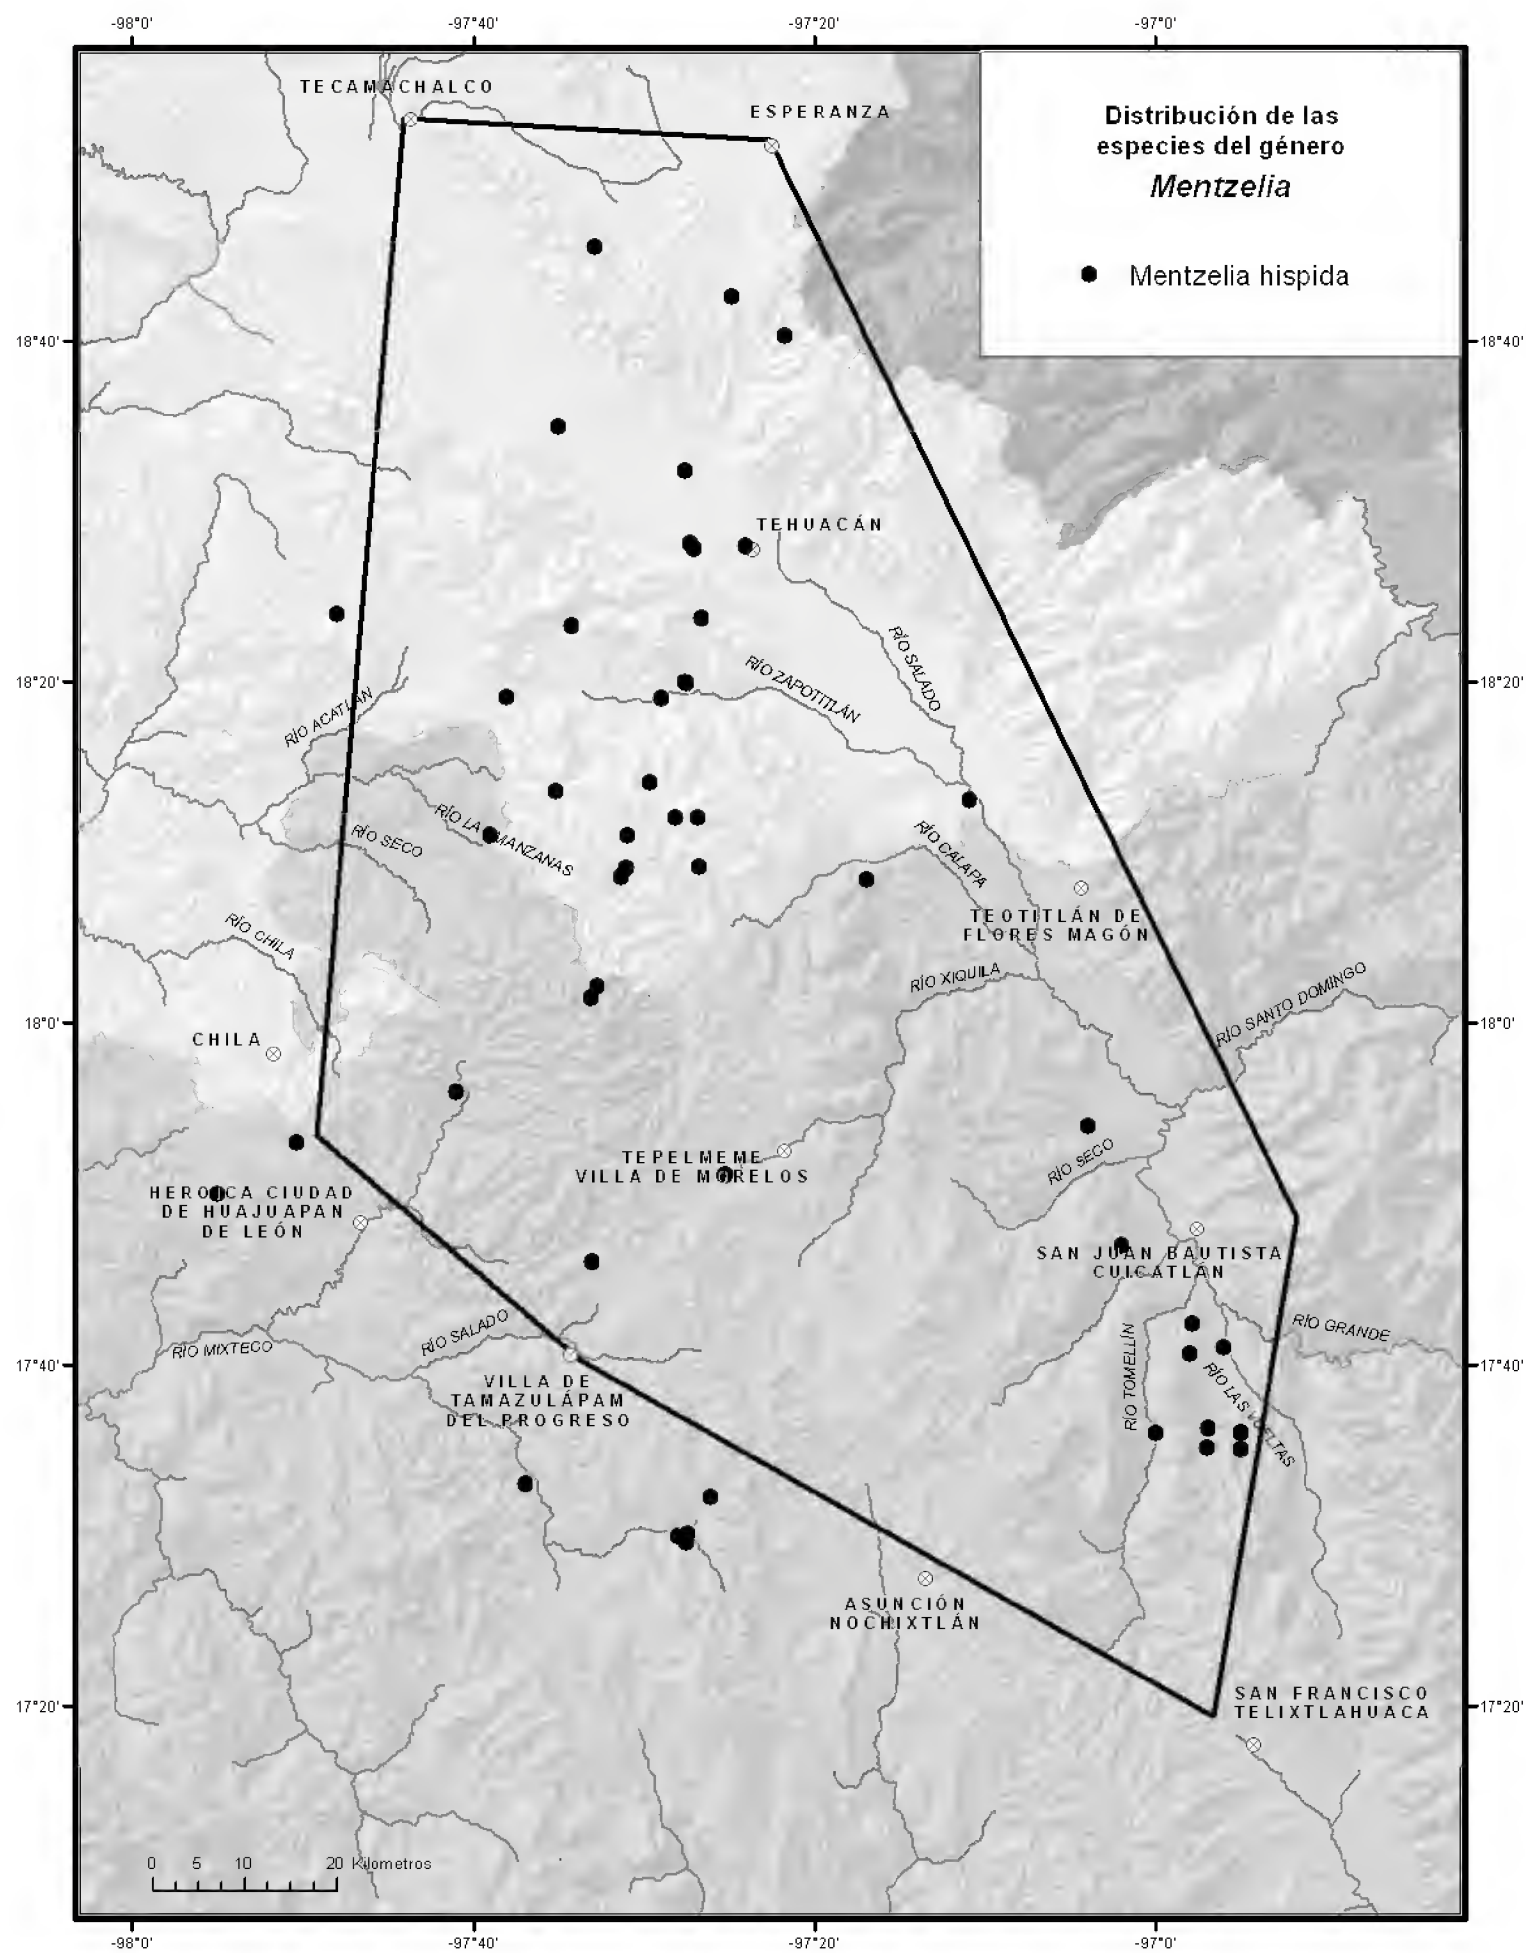 -98°0'
-97°40'
-97°20'
-97°0'
TECAMACHALCO
ESPERANZA
Distribución de las
especies del género
Mentzelia
Mentzelia hispida
18°40'
18°40'
TEHUACÁN
RÍO SALADO
RÍO ZAPOTITLÁN
18°20'
18°20'
RÍO ACATLÁN
RÍO LA MANZANAS
RÍO SECO
RÍO CALAPA
TEOTITLÁN DE
FLORES MAGÓN
RÍO CHILA
RÍO XIQUILA
RÍO SANTO DOMINGO
18°0'
18°0'
CHILA
TEPELMEME
VILLA DE MORELOS
RÍO SECO
HEROICA CIUDAD
DE HUAJUAPAN
DE LEÓN
SAN JUAN BAUTISTA
CUICATLÁN
RÍO SALADO
RÍO MIXTECO
RÍO GRANDE
RÍO TOMELLÍN
RÍO LAS VUELTAS
17°40'
17°40'
VILLA DE
TAMAZULÁPAM
DEL PROGRESO
ASUNCIÓN
NOCHIXTLÁN
SAN FRANCISCO
TELIXTLAHUACA
17°20'
17°20'
0 5 10 20 Kilometros
-98°0'
-97°40'
-97°20'
-97°0'